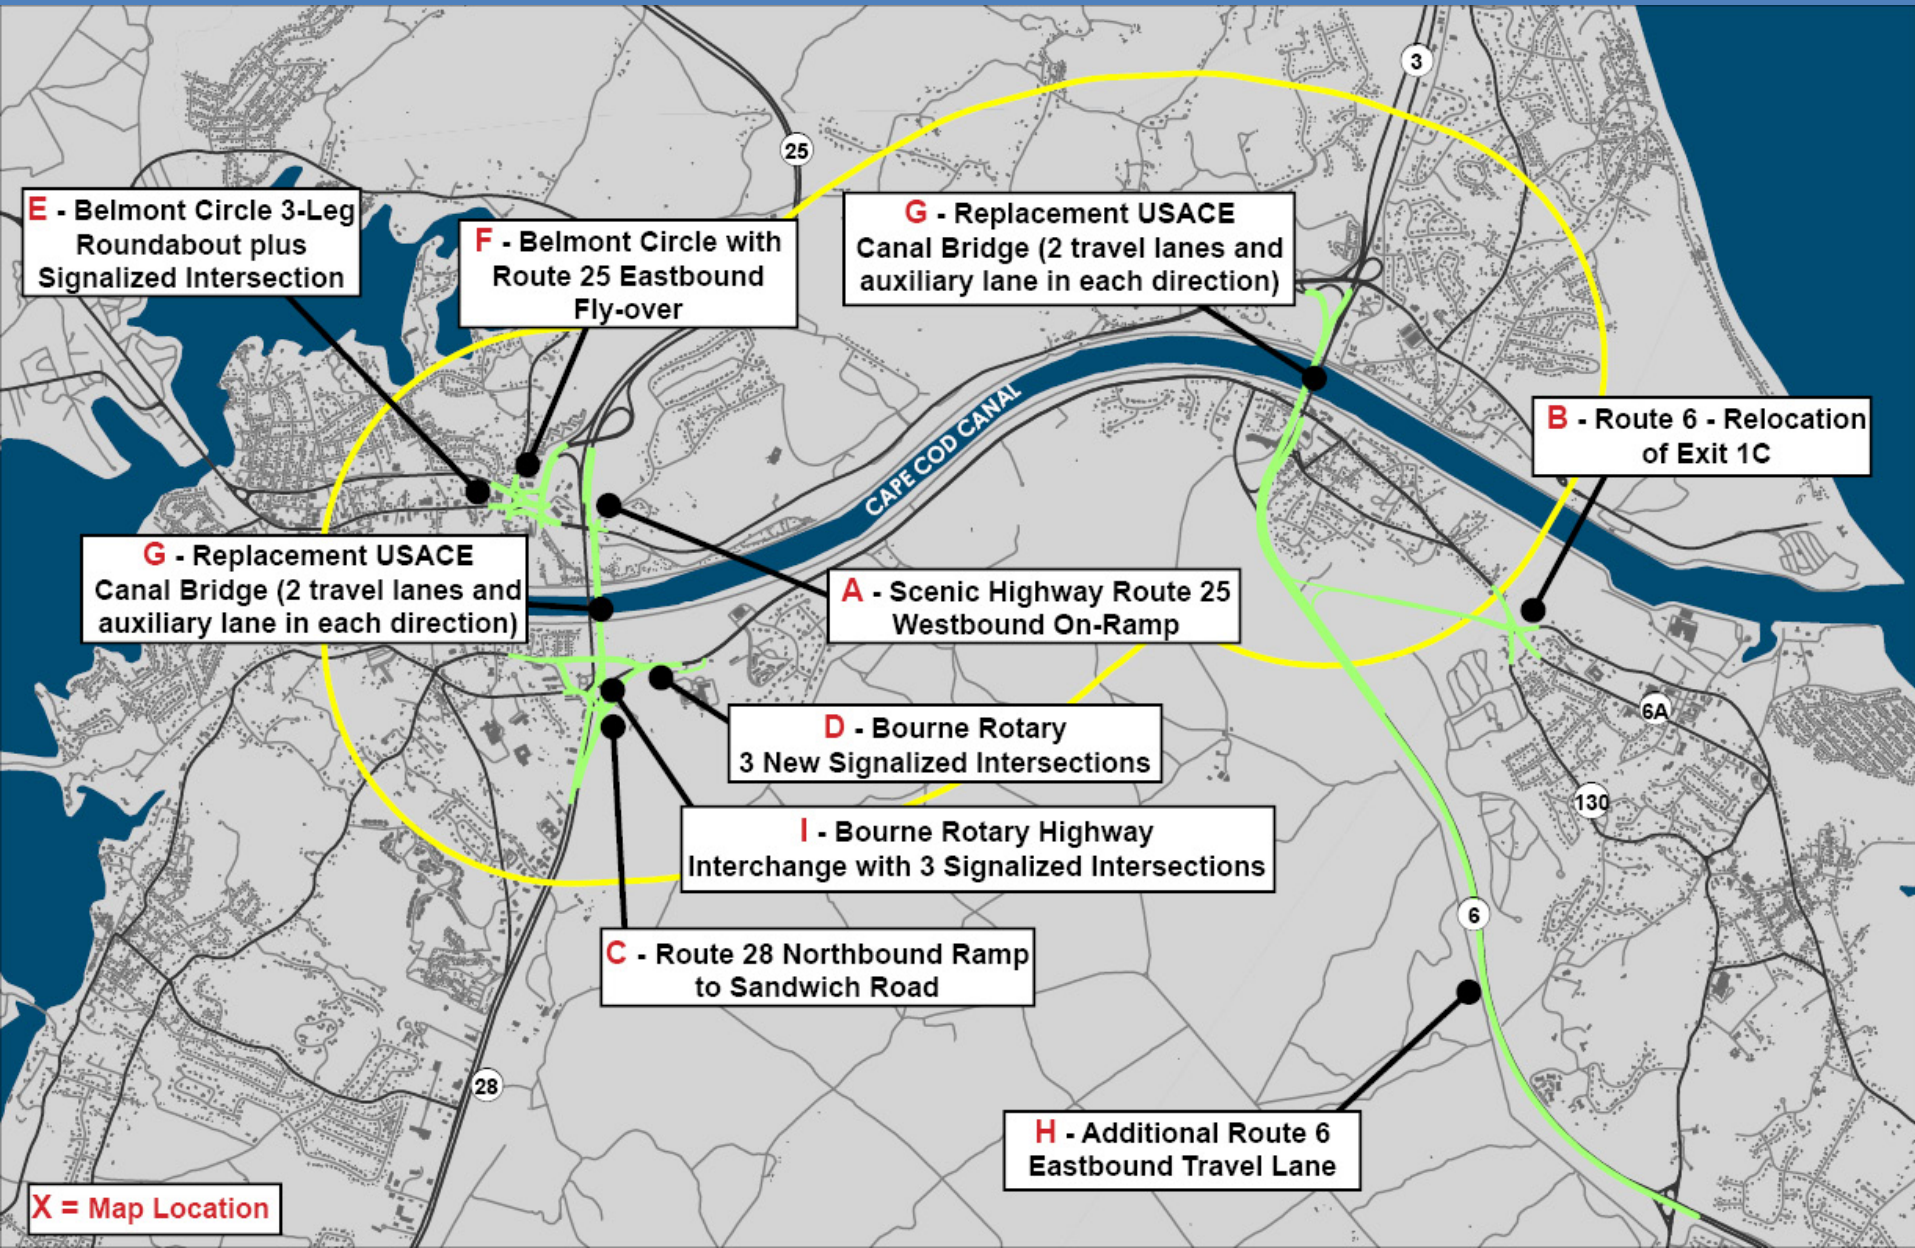 3
25
E - Belmont Circle 3-Leg
Roundabout plus
Signalized Intersection
F - Belmont Circle with
Route 25 Eastbound
Fly-over
G - Replacement USACE
Canal Bridge (2 travel lanes and
auxiliary lane in each direction)
B - Route 6 - Relocation
of Exit 1C
CAPE COD CANAL
G - Replacement USACE
Canal Bridge (2 travel lanes and
auxiliary lane in each direction)
A - Scenic Highway Route 25
Westbound On-Ramp
D - Bourne Rotary
3 New Signalized Intersections
6A
130
I - Bourne Rotary Highway
Interchange with 3 Signalized Intersections
6
C - Route 28 Northbound Ramp
to Sandwich Road
28
H - Additional Route 6
Eastbound Travel Lane
X = Map Location